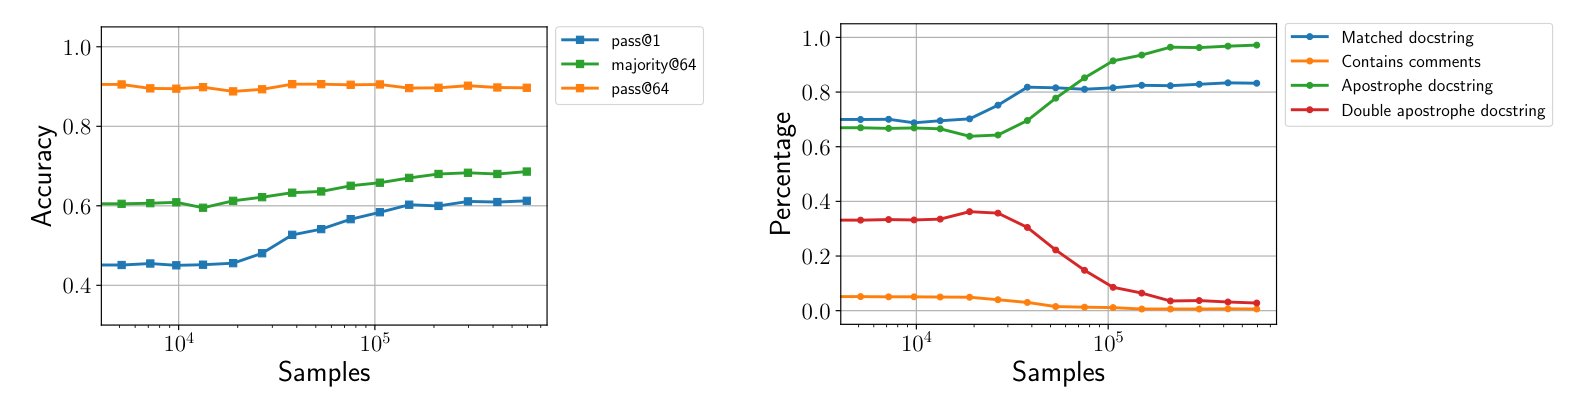 Accuracy
1.0
0.8
0.6
0.4
10^4
10^5
Samples
pass@1
majority@64
pass@64
Percentage
1.0
0.8
0.6
0.4
0.2
0.0
10^4
10^5
Samples
Matched docstring
Contains comments
Apostrophe docstring
Double apostrophe docstring